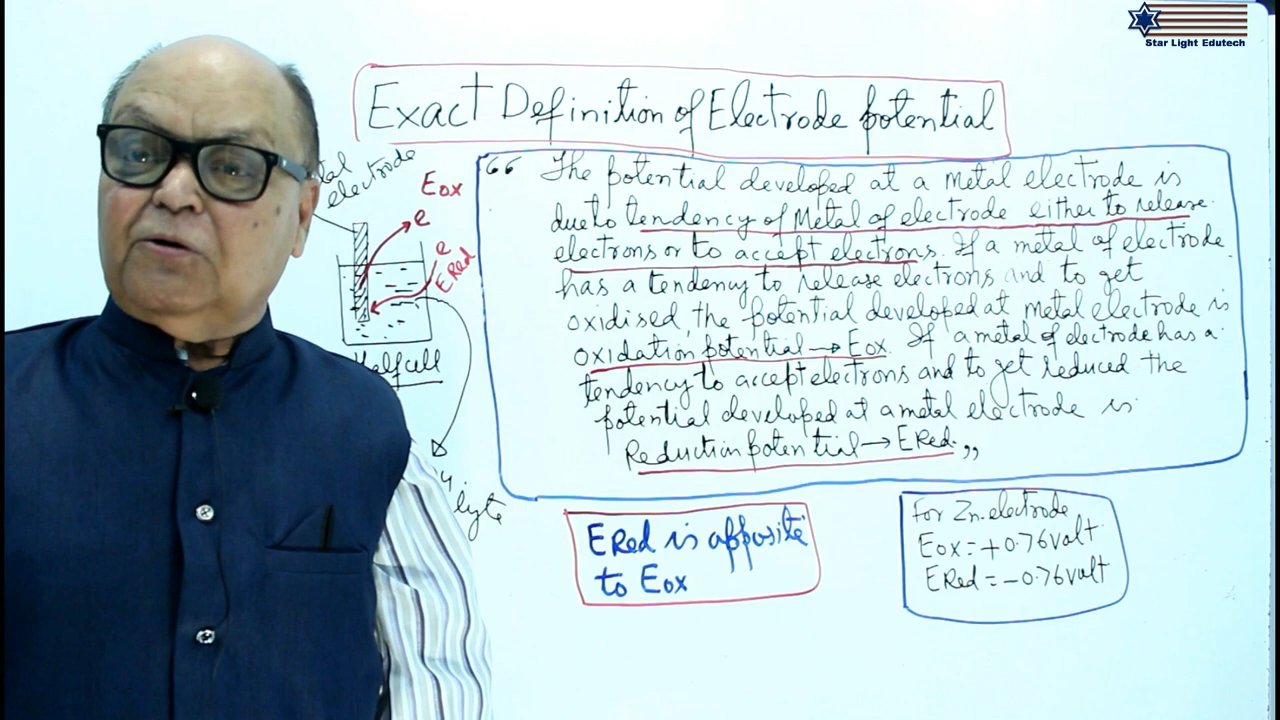 Star Light Edutech
Exact Definition of Electrode potential
electrode
Eox
e
e
ERed
Half cell
lyte
“ The potential developed at a metal electrode is
due to tendency of Metal of electrode either to release
electrons or to accept electrons. If a metal of electrode
has a tendency to release electrons and to get
oxidised, the potential developed at metal electrode is
oxidation potential → Eox. If a metal of electrode has a
tendency to accept electrons and to get reduced the
potential developed at a metal electrode is
Reduction potential → ERed. ”
ERed is apposite
to Eox
For Zn. electrode
Eox = +0.76 volt
ERed = -0.76 volt